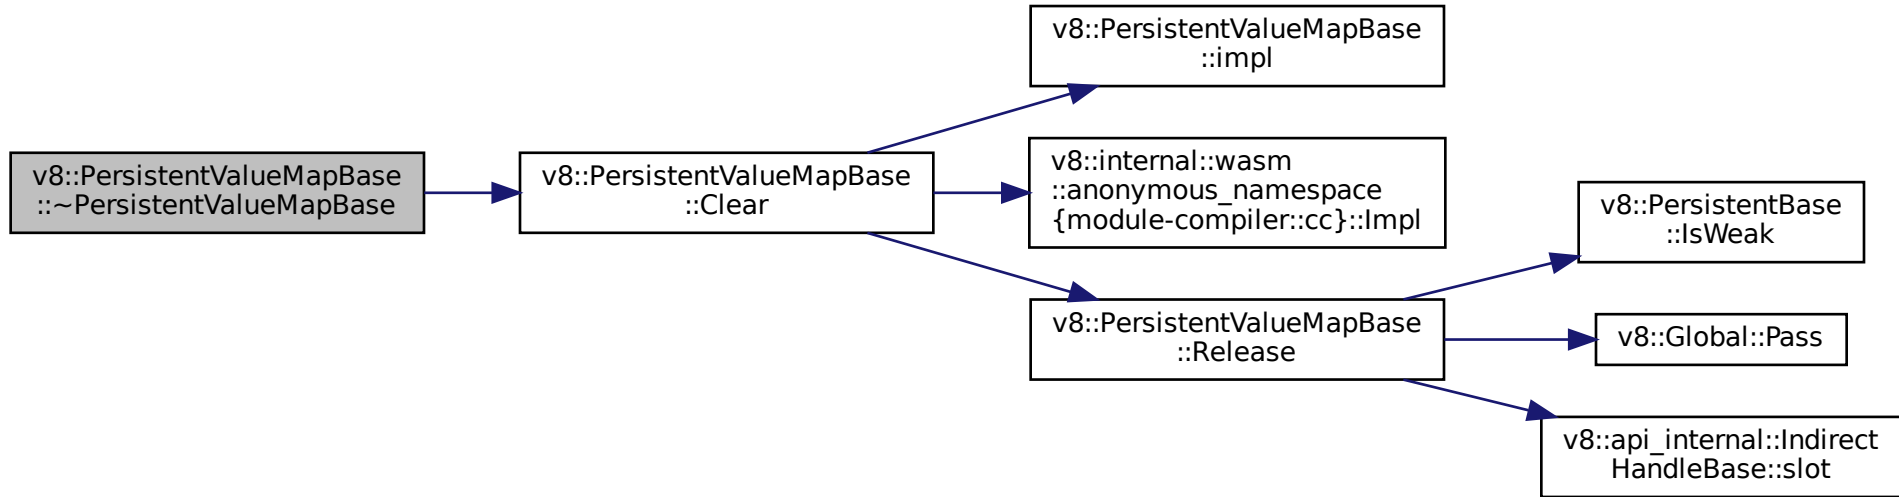 v8::PersistentValueMapBase
::~PersistentValueMapBase
v8::PersistentValueMapBase
::Clear
v8::PersistentValueMapBase
::impl
v8::internal::wasm
::anonymous_namespace
{module-compiler::cc}::Impl
v8::PersistentValueMapBase
::Release
v8::PersistentBase
::IsWeak
v8::Global::Pass
v8::api_internal::Indirect
HandleBase::slot